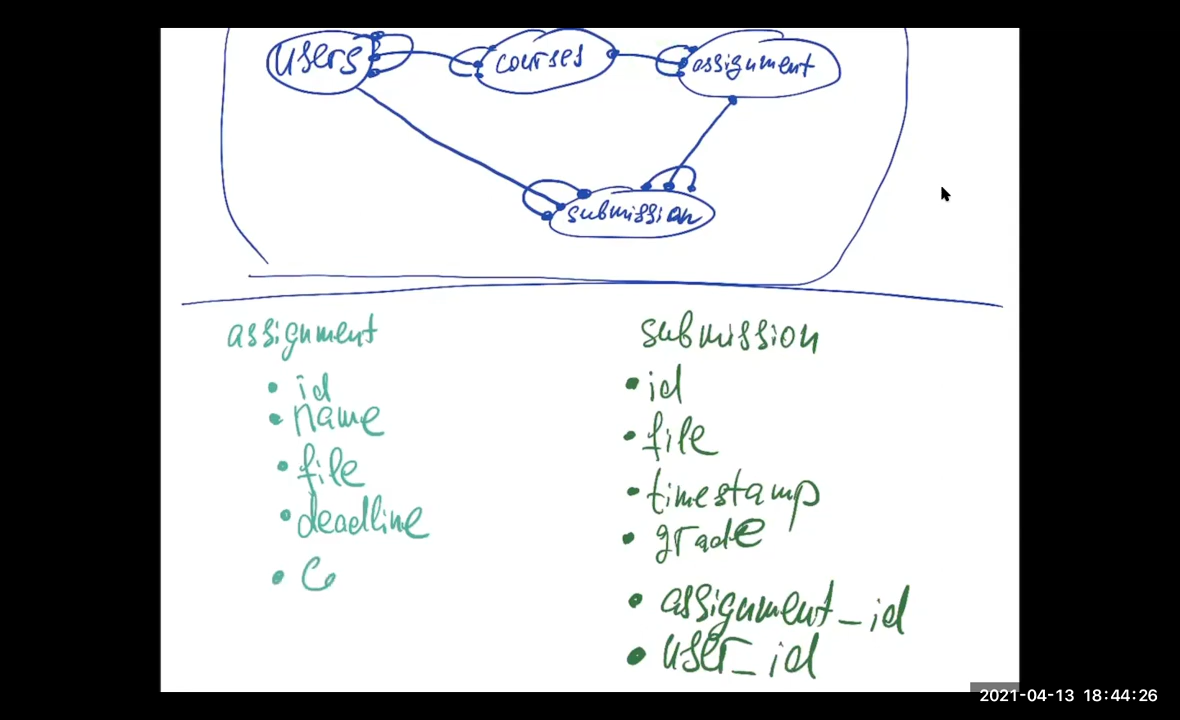 users courses assignment
submission
assignment
• id
• name
• file
• deadline
• Co
submission
• id
• file
• timestamp
• grade
• assignment_id
• user_id
2021-04-13 18:44:26